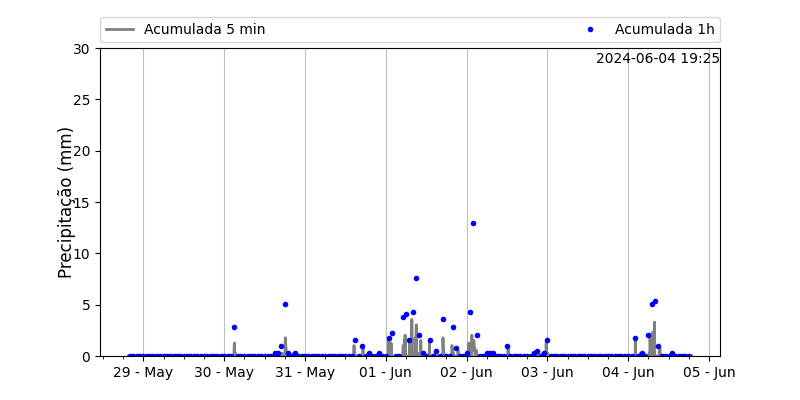 Acumulada 5 min
Acumulada 1h
2024-06-04 19:25
Precipitação (mm)
30
25
20
15
10
5
0
29 - May
30 - May
31 - May
01 - Jun
02 - Jun
03 - Jun
04 - Jun
05 - Jun